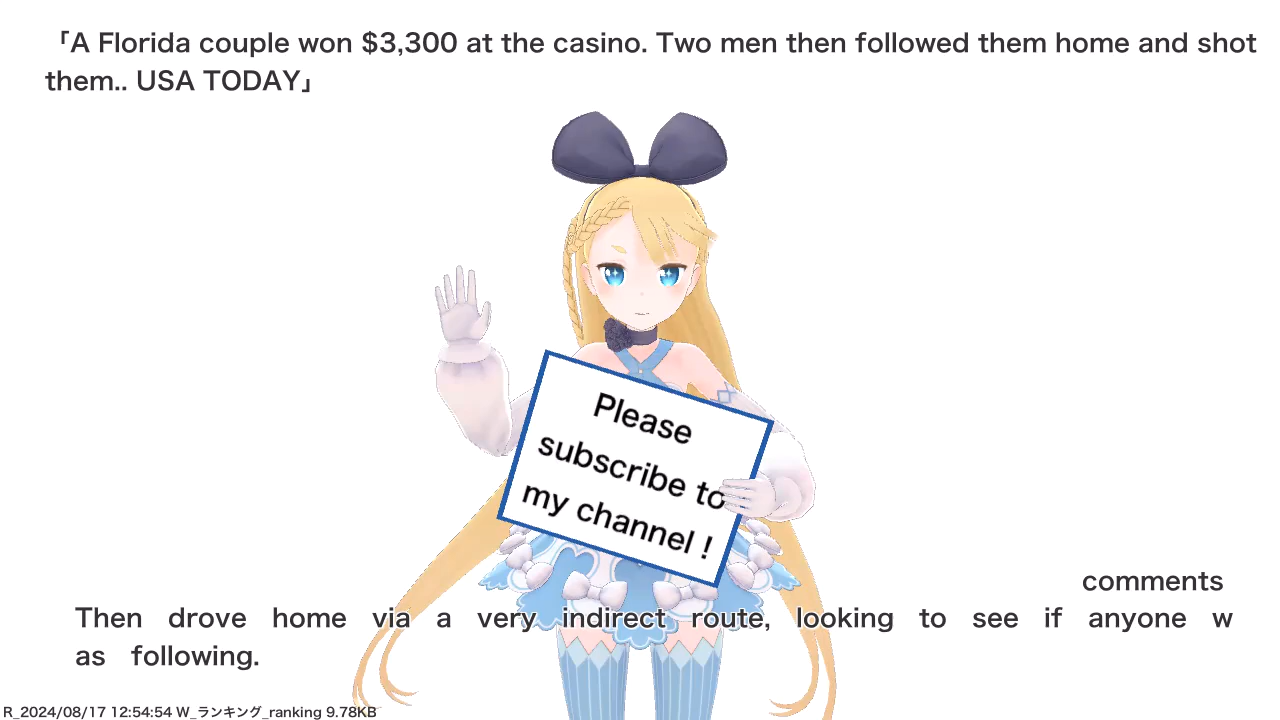 「A Florida couple won $3,300 at the casino. Two men then followed them home and shot
them.. USA TODAY」
Please
subscribe to
my channel !
comments
Then drove home via a very indirect route, looking to see if anyone w
as following.
R_2024/08/17 12:54:54 W_ランキング_ranking 9.78KB